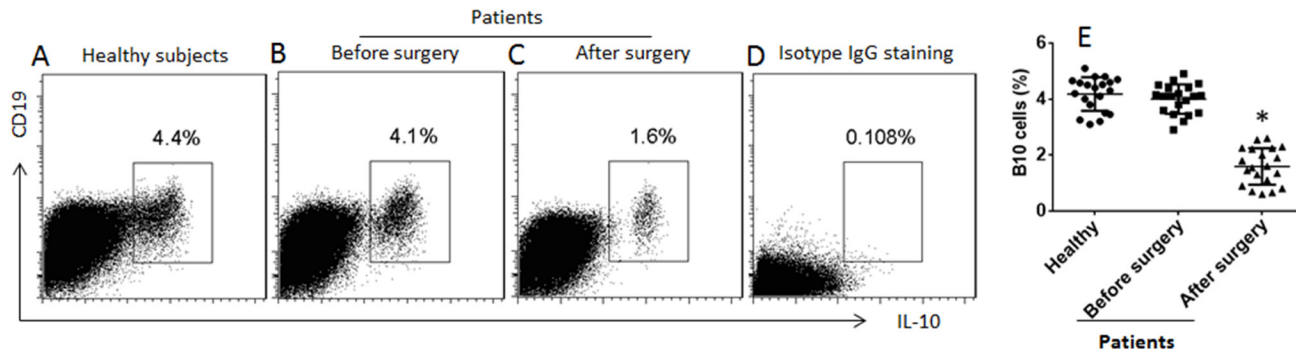 Patients
A Healthy subjects
B Before surgery
C After surgery
D Isotype IgG staining
E
CD19
4.4%
4.1%
1.6%
0.108%
IL-10
B10 cells (%)
6
4
2
0
*
Healthy
Before surgery
After surgery
Patients